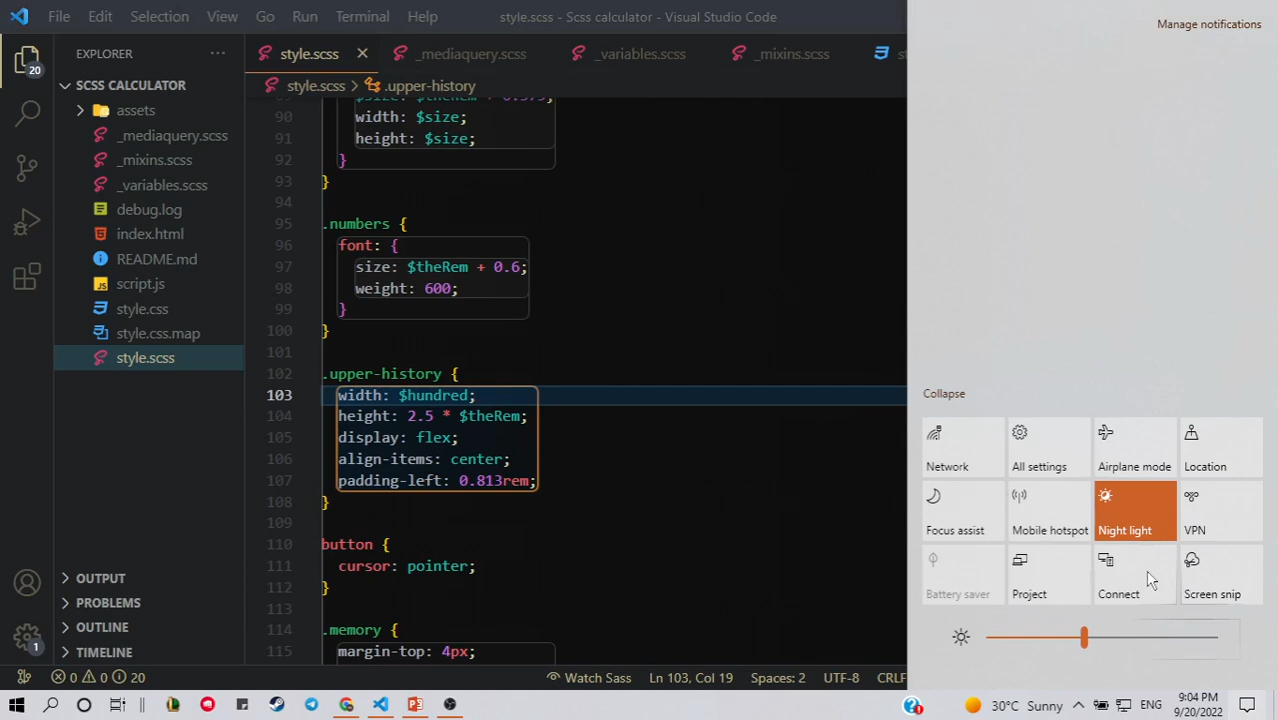 File Edit Selection View Go Run Terminal Help style.scss - Scss calculator - Visual Studio Code
Manage notifications
EXPLORER ···
20
style.scss _mediaquery.scss _variables.scss _mixins.scss
SCSS CALCULATOR
assets
_mediaquery.scss
_mixins.scss
_variables.scss
debug.log
index.html
README.md
script.js
style.css
style.css.map
style.scss
OUTPUT
PROBLEMS
OUTLINE
TIMELINE
1
style.scss > .upper-history
90 width: $size;
91 height: $size;
92 }
93 }
94
95 .numbers {
96 font: {
97 size: $theRem + 0.6;
98 weight: 600;
99 }
100 }
101
102 .upper-history {
103 width: $hundred;
104 height: 2.5 * $theRem;
105 display: flex;
106 align-items: center;
107 padding-left: 0.813rem;
108 }
109
110 button {
111 cursor: pointer;
112 }
113
114 .memory {
115 margin-top: 4px;
Collapse
Network All settings Airplane mode Location
Focus assist Mobile hotspot Night light VPN
Battery saver Project Connect Screen snip
0 0 20 Watch Sass Ln 103, Col 19 Spaces: 2 UTF-8 CRLF
30°C Sunny ENG 9:04 PM
9/20/2022